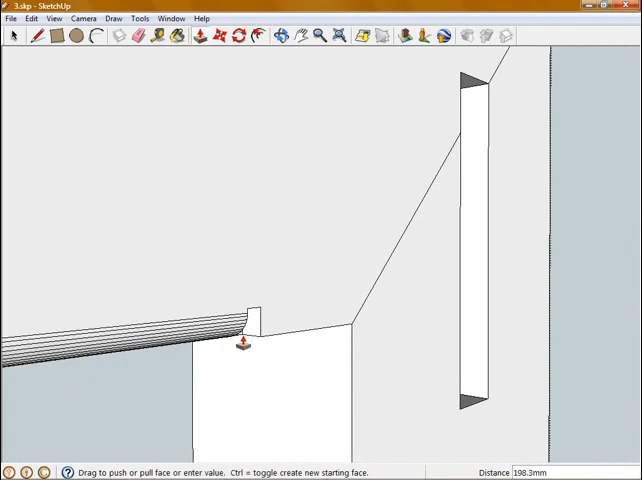 3.skp - SketchUp
File Edit View Camera Draw Tools Window Help
Drag to push or pull face or enter value. Ctrl = toggle create new starting face.
Distance 198.3mm